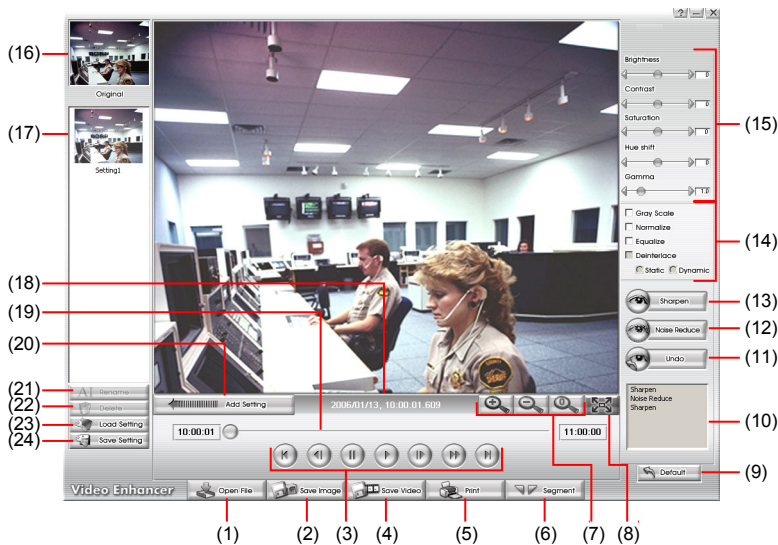 (16)
Original
(17)
Setting1
Brightness
0
Contrast
0
Saturation
0
Hue shift
0
Gamma
1.0
(15)
Gray Scale
Normalize
Equalize
Deinterlace
Static Dynamic
(14)
Sharpen
(13)
Noise Reduce
(12)
Undo
(11)
Sharpen
Noise Reduce
Sharpen
(10)
Default
(9)
(18)
(19)
(20)
(21)
Rename
(22)
Delete
(23)
Load Setting
(24)
Save Setting
Add Setting
2006/01/13, 10:00:01.609
10:00:01
11:00:00
Video Enhancer
Open File
Save Image
Save Video
Print
Segment
(1)
(2)
(3)
(4)
(5)
(6)
(7)
(8)